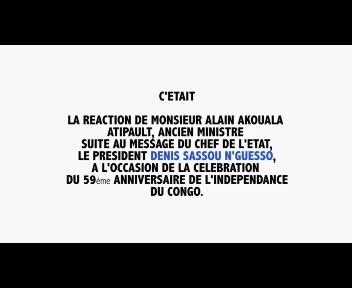 C'ETAIT
LA REACTION DE MONSIEUR ALAIN AKOUALA
ATIPAULT, ANCIEN MINISTRE
SUITE AU MESSAGE DU CHEF DE L'ETAT,
LE PRESIDENT DENIS SASSOU N'GUESSO,
A L'OCCASION DE LA CELEBRATION
DU 59ème ANNIVERSAIRE DE L'INDEPENDANCE
DU CONGO.